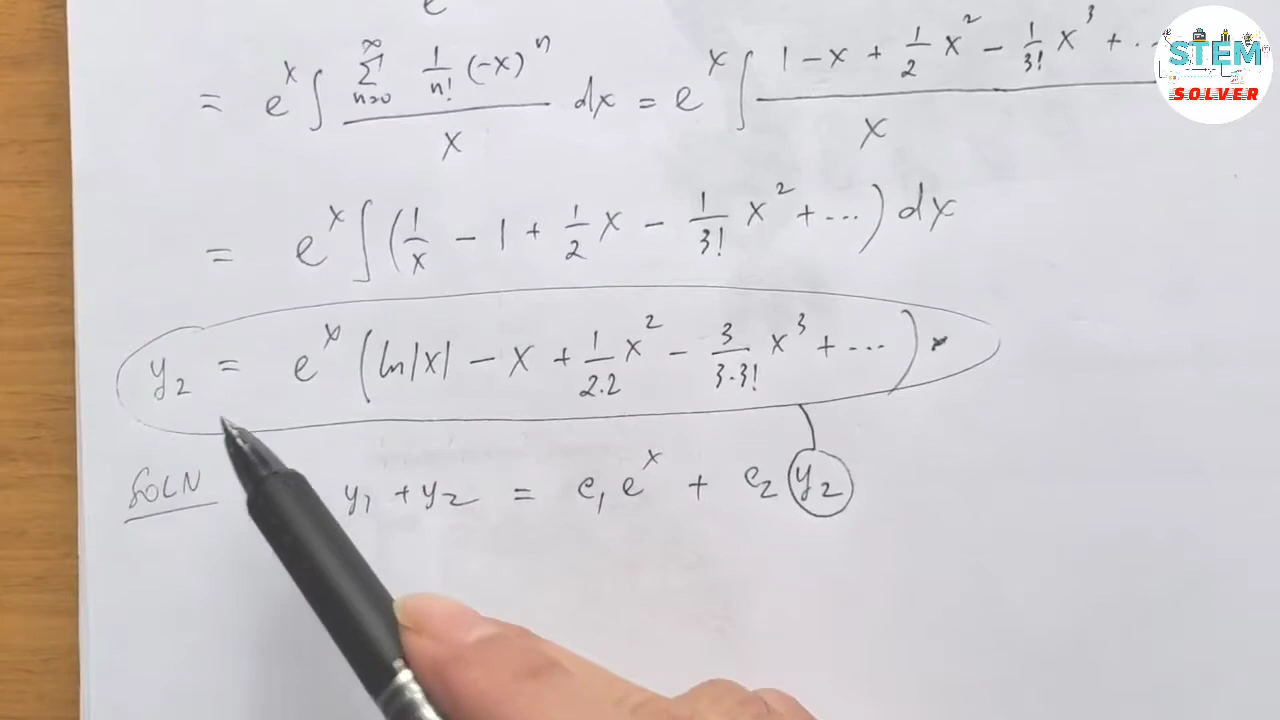 e
= e^x ∫ (∑_{n=0}^{∞} 1/n! (-x)^n)/x dx = e^x ∫ (1 - x + 1/2 x^2 - 1/3! x^3 + ..
= e^x ∫ (1/x - 1 + 1/2 x - 1/3! x^2 + ...) dx
y_2 = e^x (ln|x| - x + 1/2.2 x^2 - 3/3.3! x^3 + ...)
SOLN y_1 + y_2 = c_1 e^x + c_2 y_2
STEM
SOLVER